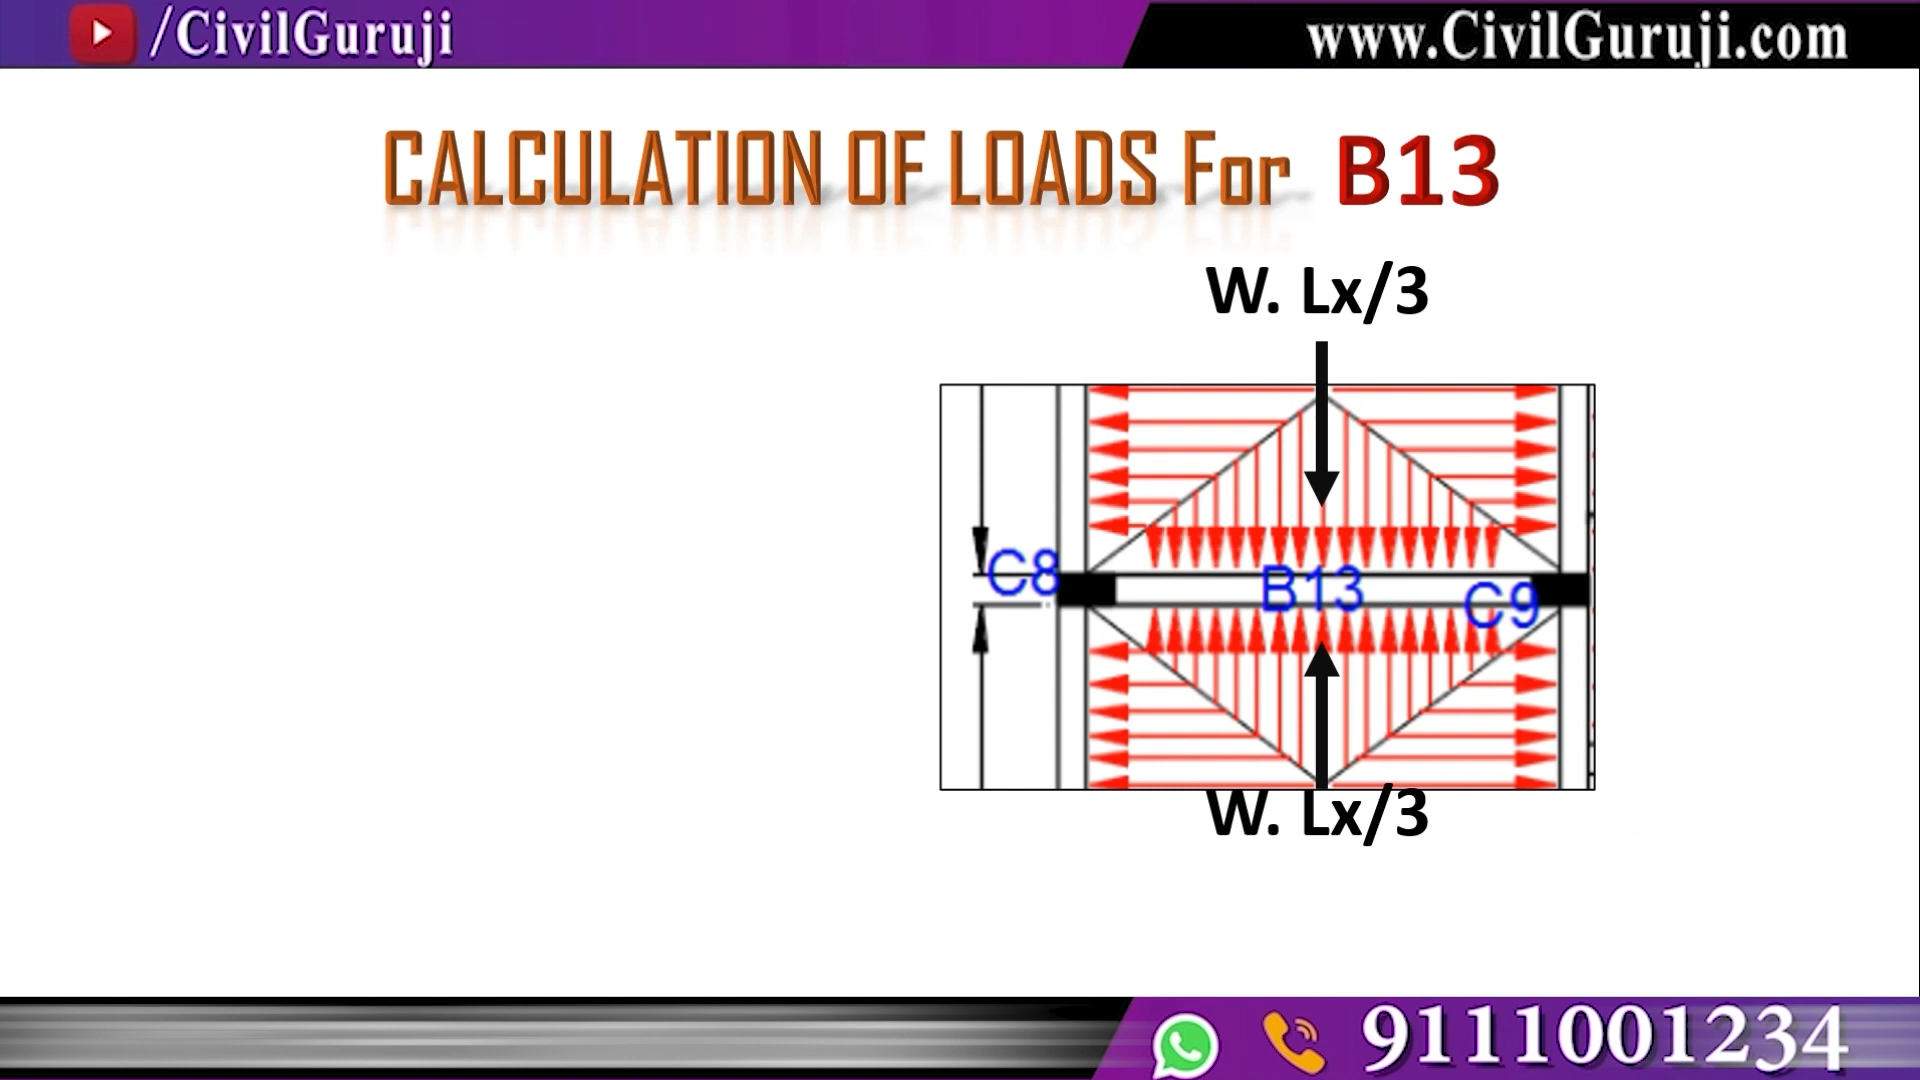 /CivilGuruji
www.CivilGuruji.com
CALCULATION OF LOADS For B13
W. Lx/3
C8
B13
C9
W. Lx/3
9111001234